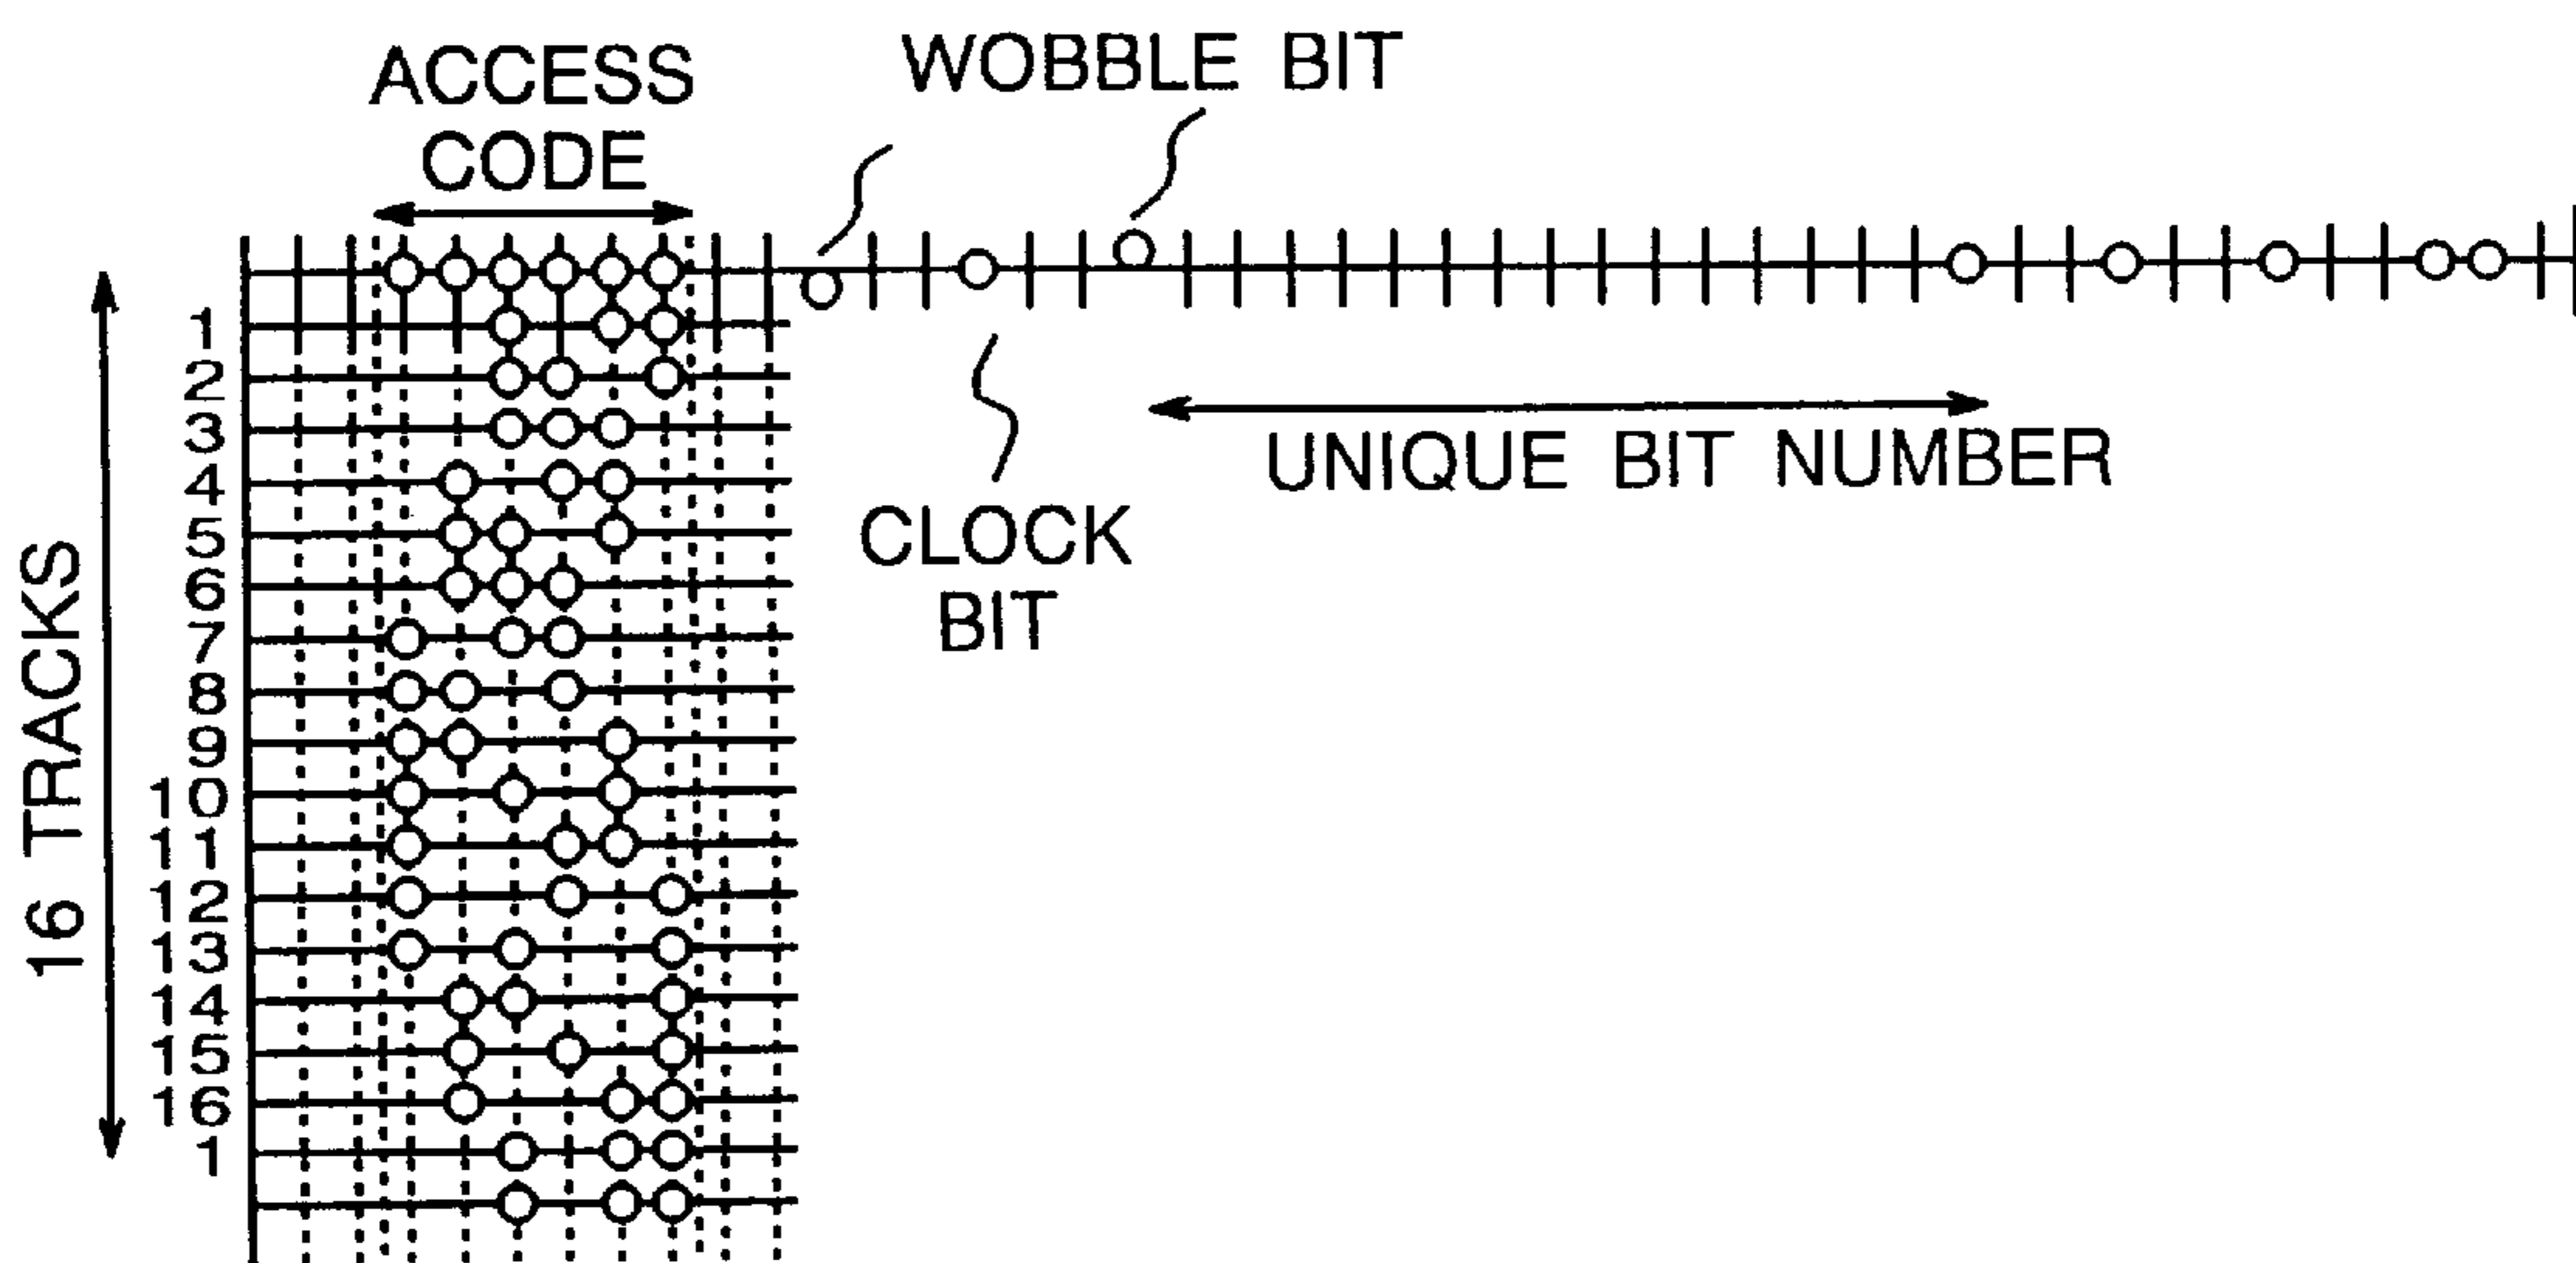 ACCESS
CODE
WOBBLE BIT
CLOCK
BIT
UNIQUE BIT NUMBER
16 TRACKS
1
2
3
4
5
6
7
8
9
10
11
12
13
14
15
16
1